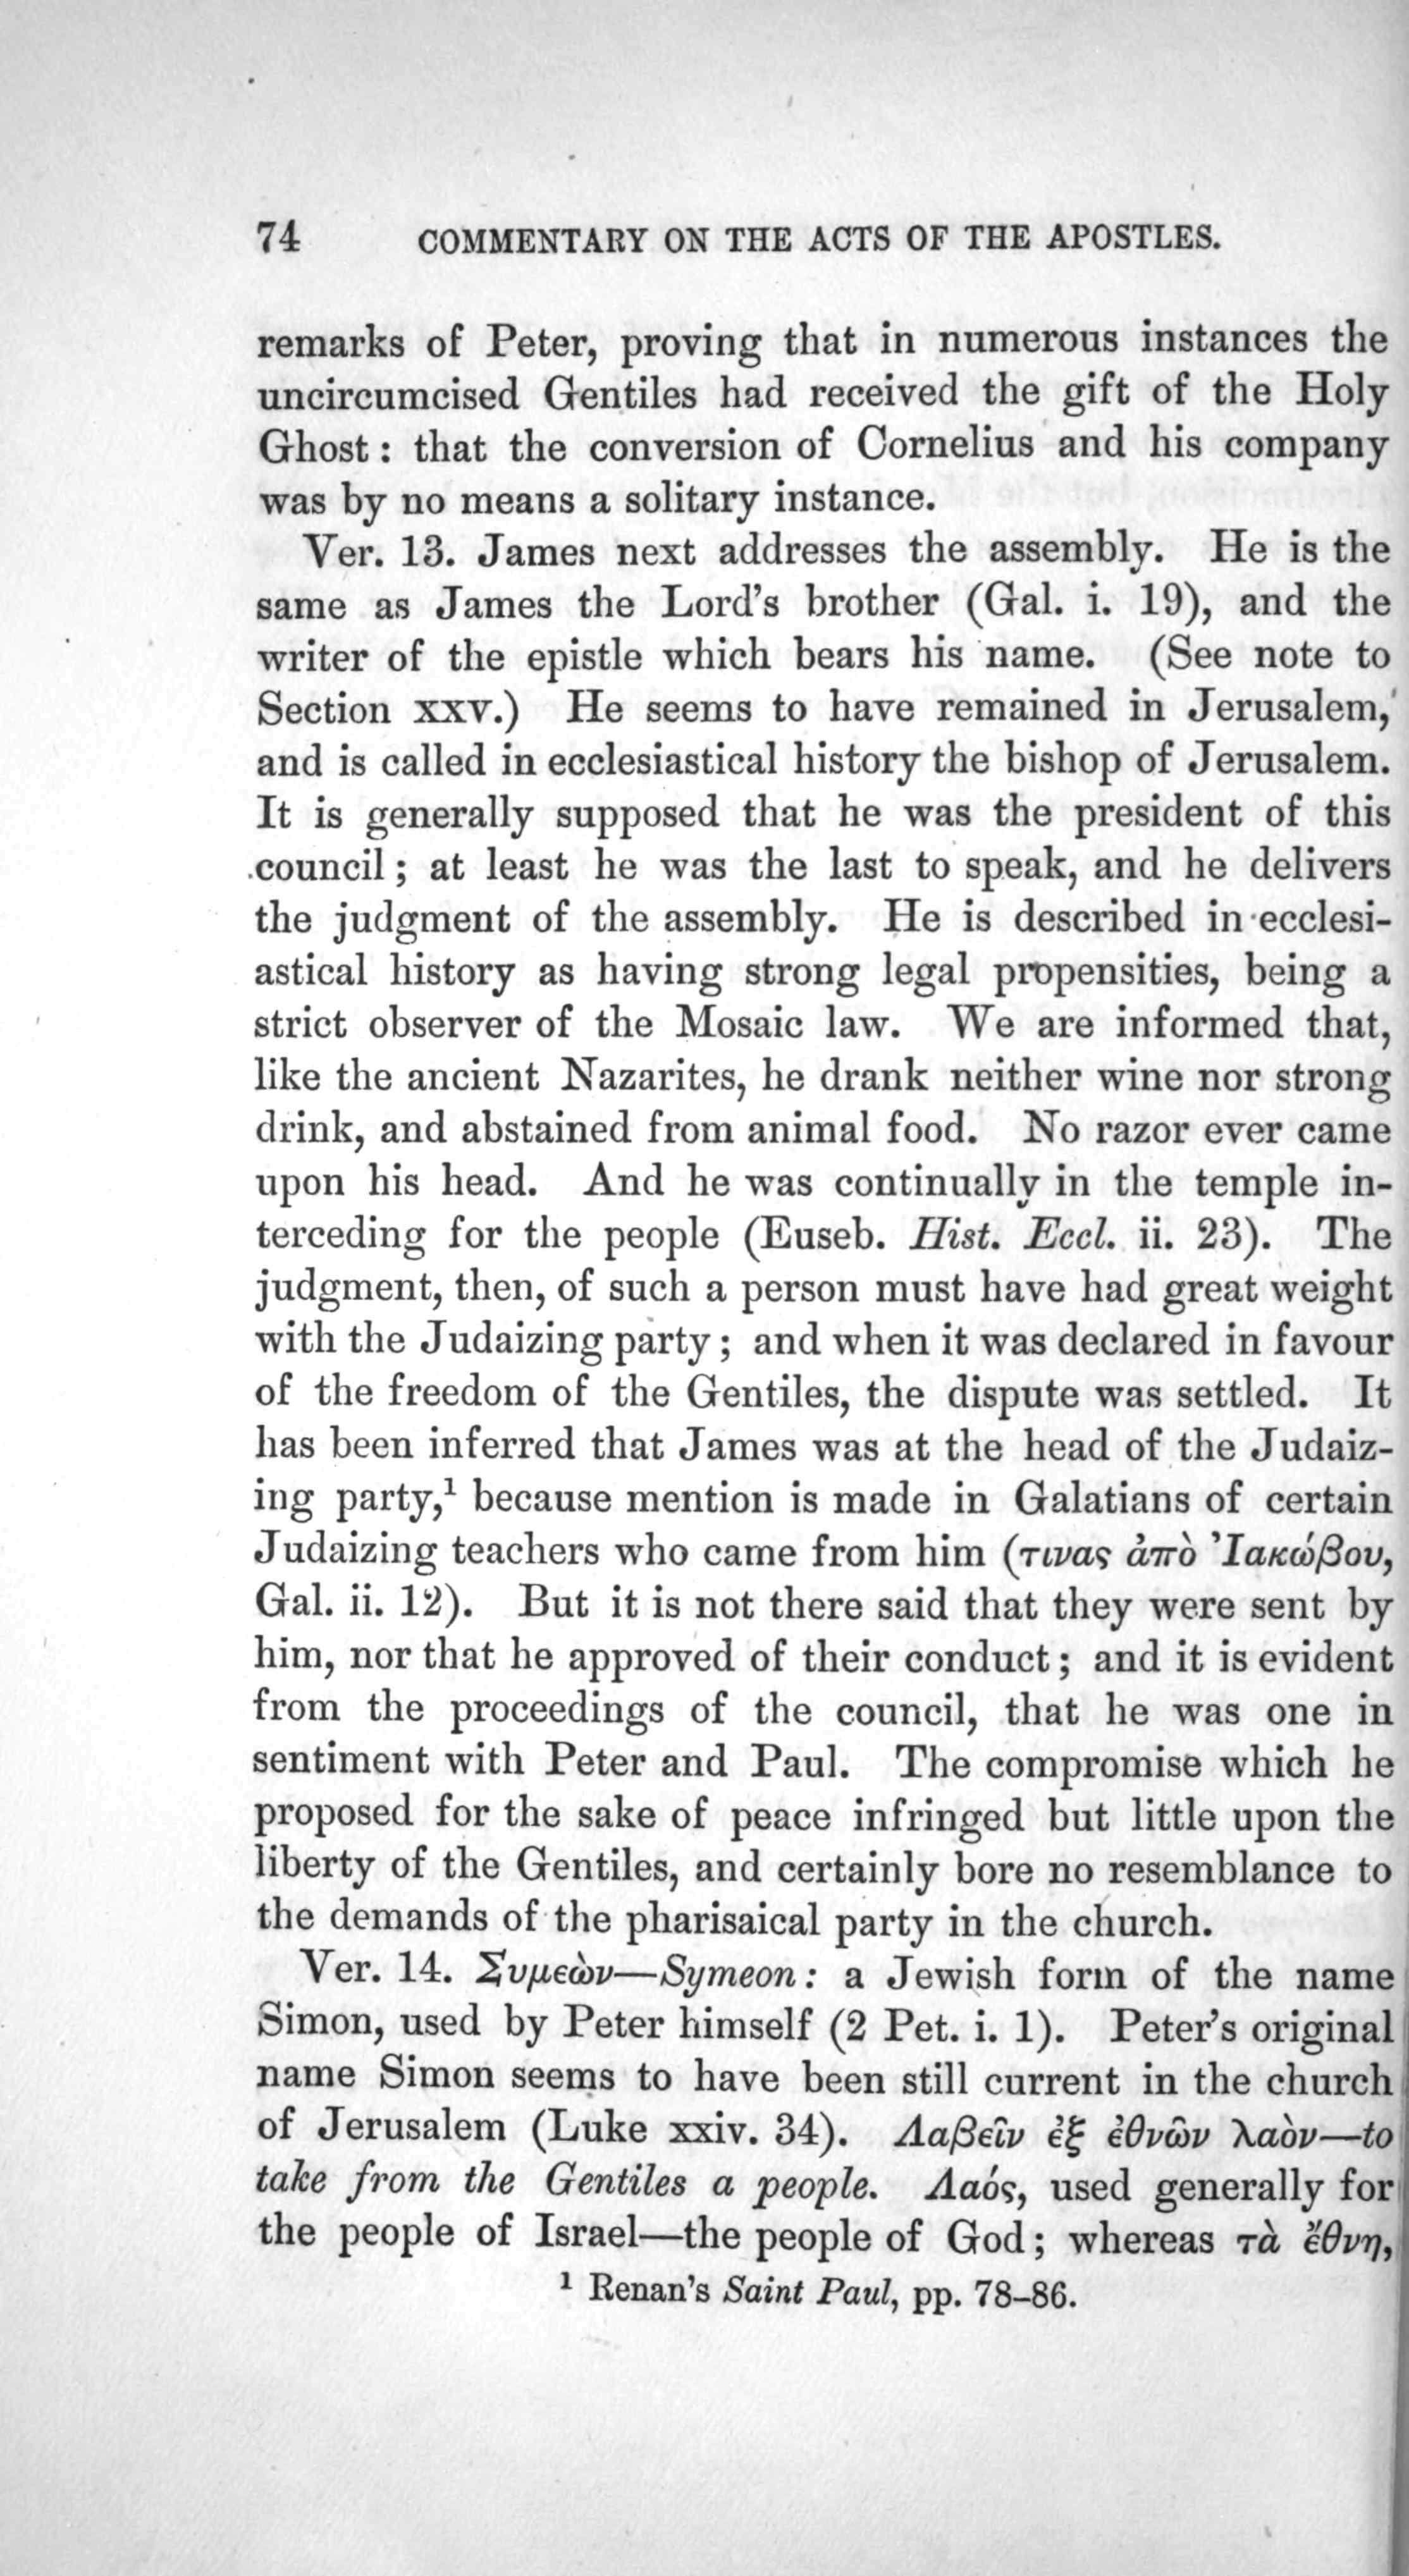 74 COMMENTARY ON THE ACTS OF THE APOSTLES.
remarks of Peter, proving that in numerous instances the
uncircumcised Gentiles had received the gift of the Holy
Ghost : that the conversion of Cornelius and his company
was by no means a solitary instance.
Ver. 13. James next addresses the assembly. He is the
same as James the Lord's brother (Gal. i. 19), and the
writer of the epistle which bears his name. (See note to
Section xxv.) He seems to have remained in Jerusalem,
and is called in ecclesiastical history the bishop of Jerusalem.
It is generally supposed that he was the president of this
council ; at least he was the last to speak, and he delivers
the judgment of the assembly. He is described in ecclesi-
astical history as having strong legal propensities, being a
strict observer of the Mosaic law. We are informed that,
like the ancient Nazarites, he drank neither wine nor strong
drink, and abstained from animal food. No razor ever came
upon his head. And he was continually in the temple in-
terceding for the people (Euseb. Hist. Eccl. ii. 23). The
judgment, then, of such a person must have had great weight
with the Judaizing party ; and when it was declared in favour
of the freedom of the Gentiles, the dispute was settled. It
has been inferred that James was at the head of the Judaiz-
ing party,¹ because mention is made in Galatians of certain
Judaizing teachers who came from him (τινας ἀπὸ Ἰακώβου,
Gal. ii. 12). But it is not there said that they were sent by
him, nor that he approved of their conduct ; and it is evident
from the proceedings of the council, that he was one in
sentiment with Peter and Paul. The compromise which he
proposed for the sake of peace infringed but little upon the
liberty of the Gentiles, and certainly bore no resemblance to
the demands of the pharisaical party in the church.
Ver. 14. Συμεὼν—Symeon : a Jewish form of the name
Simon, used by Peter himself (2 Pet. i. 1). Peter's original
name Simon seems to have been still current in the church
of Jerusalem (Luke xxiv. 34). Λαβεῖν ἐξ ἐθνῶν λαὸν—to
take from the Gentiles a people. Λαός, used generally for
the people of Israel—the people of God ; whereas τὰ ἔθνη,
¹ Renan's Saint Paul, pp. 78–86.